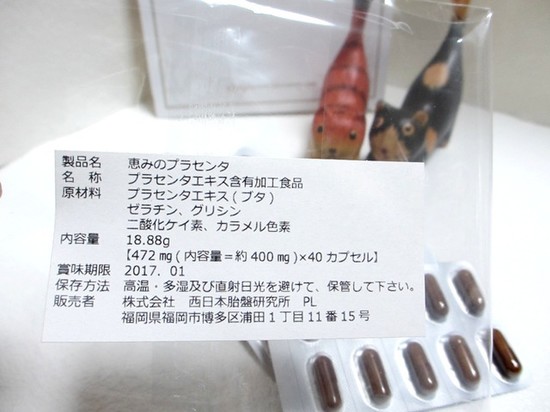 製品名 恵みのプラセンタ
名 称 プラセンタエキス含有加工食品
原材料 プラセンタエキス(ブタ)
ゼラチン、グリシン
二酸化ケイ素、カラメル色素
内容量 18.88g
【472㎎(内容量=約400㎎)×40カプセル】
賞味期限 2017. 01
保存方法 高温・多湿及び直射日光を避けて、保管して下さい。
販売者 株式会社 西日本胎盤研究所 PL
福岡県福岡市博多区浦田1丁目11番15号